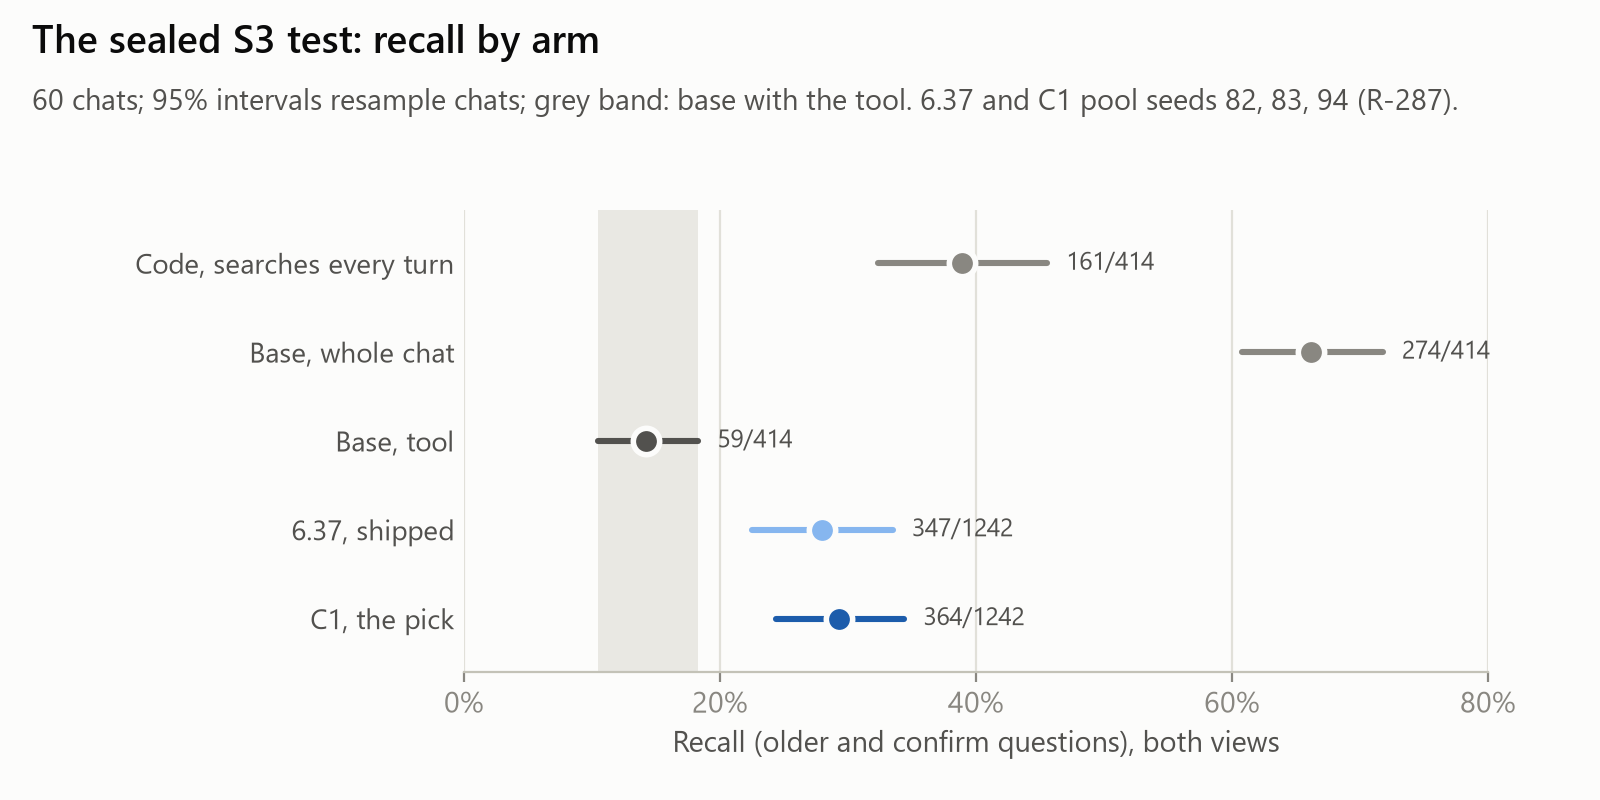 The sealed S3 test: recall by arm
60 chats; 95% intervals resample chats; grey band: base with the tool. 6.37 and C1 pool seeds 82, 83, 94 (R-287).
Code, searches every turn
161/414
Base, whole chat
274/414
Base, tool
59/414
6.37, shipped
347/1242
C1, the pick
364/1242
0%
20%
40%
60%
80%
Recall (older and confirm questions), both views